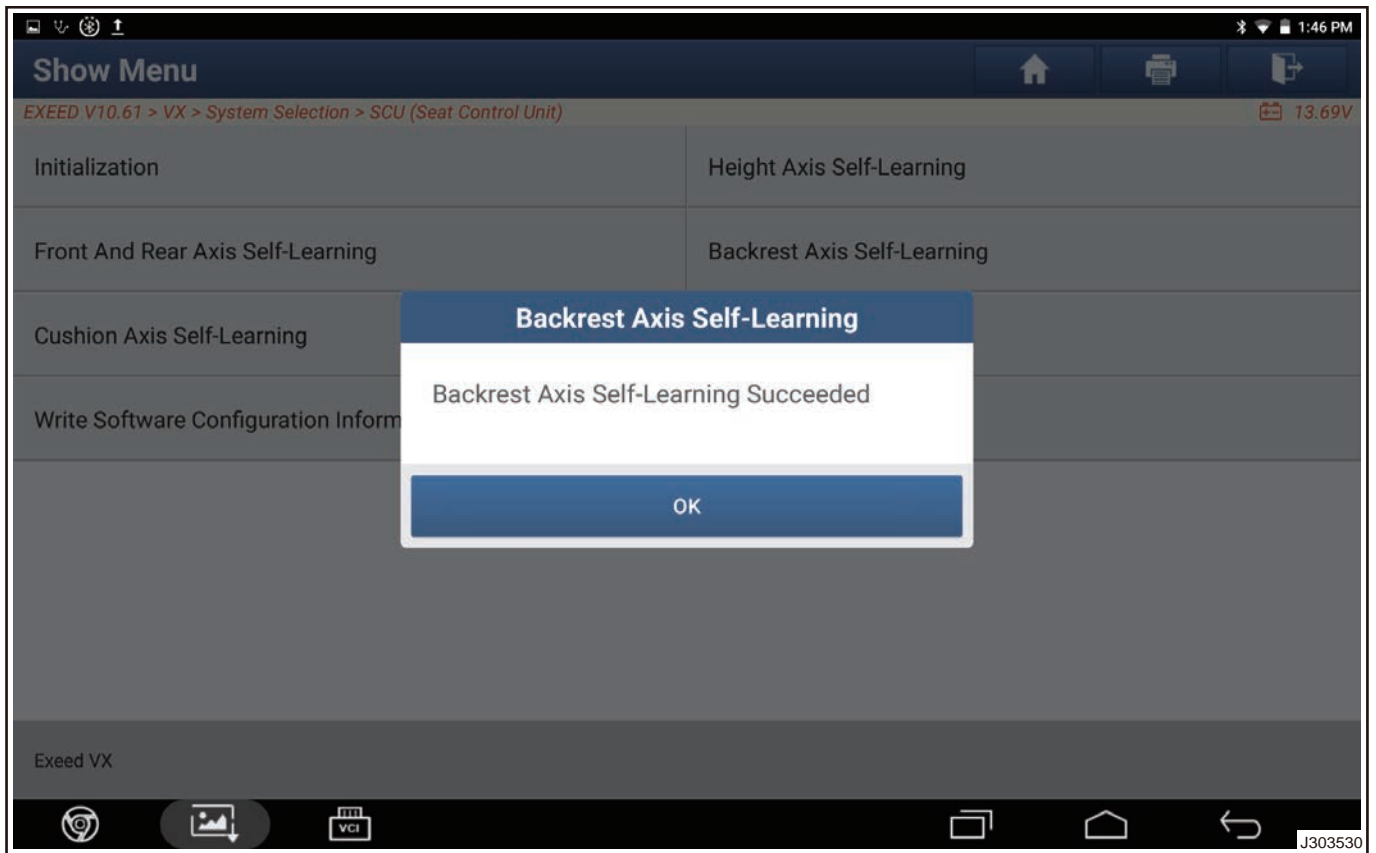 1:46 PM
Show Menu
EXEED V10.61 > VX > System Selection > SCU (Seat Control Unit)
13.69V
Initialization
Height Axis Self-Learning
Front And Rear Axis Self-Learning
Backrest Axis Self-Learning
Cushion Axis Self-Learning
Backrest Axis Self-Learning
Backrest Axis Self-Learning Succeeded
Write Software Configuration Inform
OK
Exeed VX
VCI
J303530